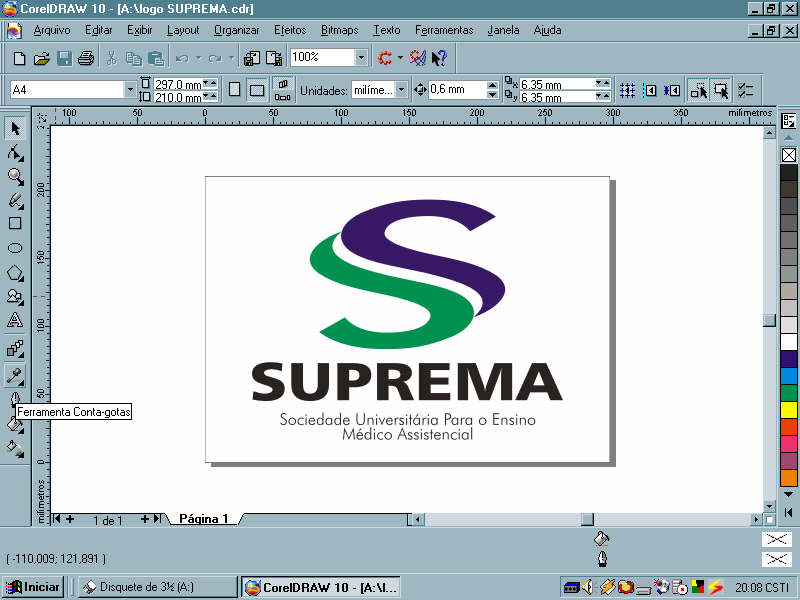 CorelDRAW 10 - [A:\logo SUPREMA.cdr]
Arquivo Editar Exibir Layout Organizar Efeitos Bitmaps Texto Ferramentas Janela Ajuda
100%
A4
297.0 mm
210.0 mm
Unidades: milíme...
0,6 mm
x 6.35 mm
y 6.35 mm
100 50 0 50 100 150 200 250 300 350 milímetros
200
150
100
50
0
milímetros
SUPREMA
Sociedade Universitária Para o Ensino
Médico Assistencial
Ferramenta Conta-gotas
1 de 1
Página 1
( -110,009; 121,891 )
Iniciar
Disquete de 3½ (A:)
CorelDRAW 10 - [A:\l...
20:08 CSTI